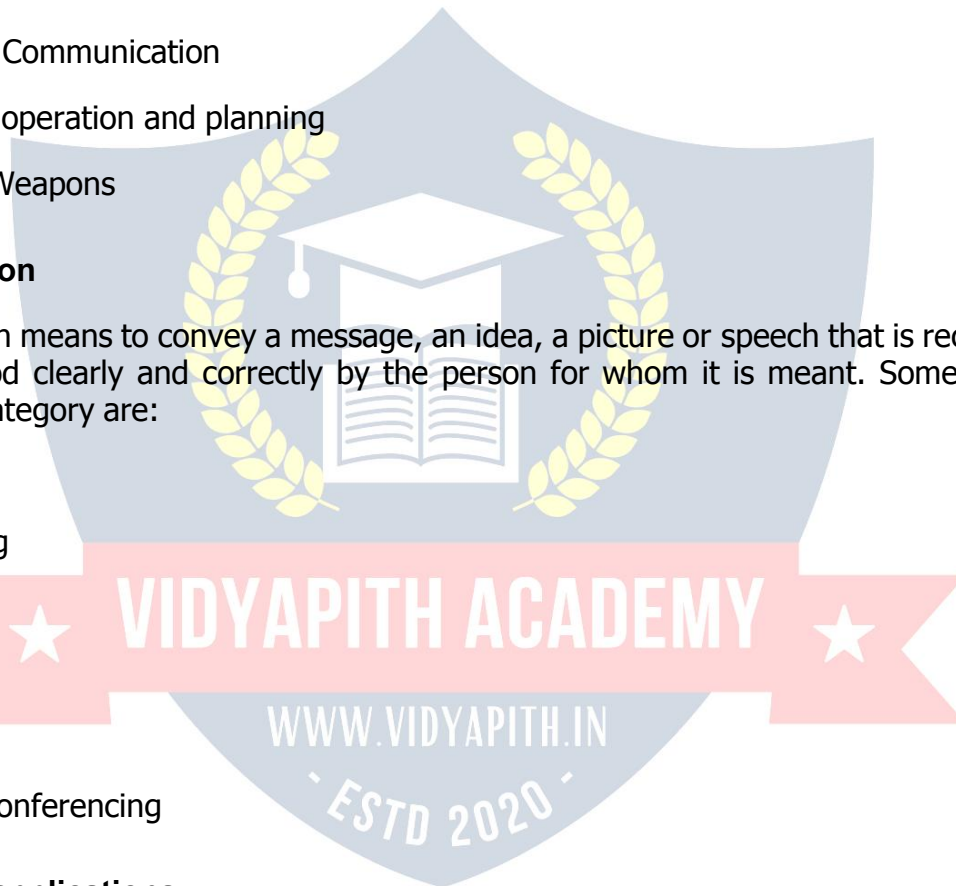 Communication
operation and planning
Weapons
on
n means to convey a message, an idea, a picture or speech that is rec
od clearly and correctly by the person for whom it is meant. Some
ategory are:
g
VIDYAPITH ACADEMY
WWW.VIDYAPITH.IN
- ESTD 2020 -
onferencing